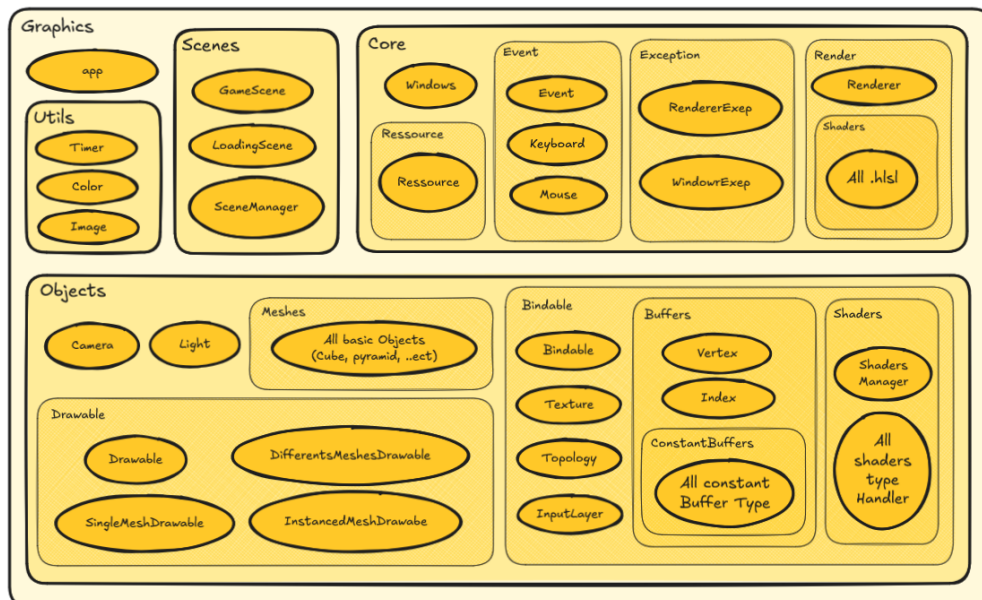 Graphics
app
Utils
Timer
Color
Image
Scenes
GameScene
LoadingScene
SceneManager
Core
Windows
Ressource
Ressource
Event
Event
Keyboard
Mouse
Exception
RendererExep
WindowrExep
Render
Renderer
Shaders
All .hlsl
Objects
Camera
Light
Meshes
All basic Objects
(Cube, pyramid, ..ect)
Drawable
Drawable
DifferentsMeshesDrawable
SingleMeshDrawable
InstancedMeshDrawabe
Bindable
Bindable
Texture
Topology
InputLayer
Buffers
Vertex
Index
ConstantBuffers
All constant
Buffer Type
Shaders
Shaders
Manager
All
shaders
type
Handler